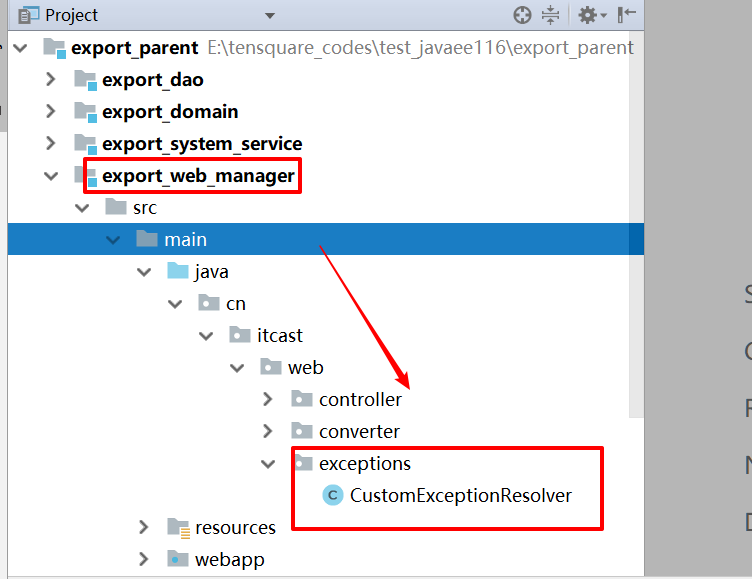 Project
export_parent E:\tensquare_codes\test_javaee116\export_parent
export_dao
export_domain
export_system_service
export_web_manager
src
main
java
cn
itcast
web
controller
converter
exceptions
C CustomExceptionResolver
resources
webapp